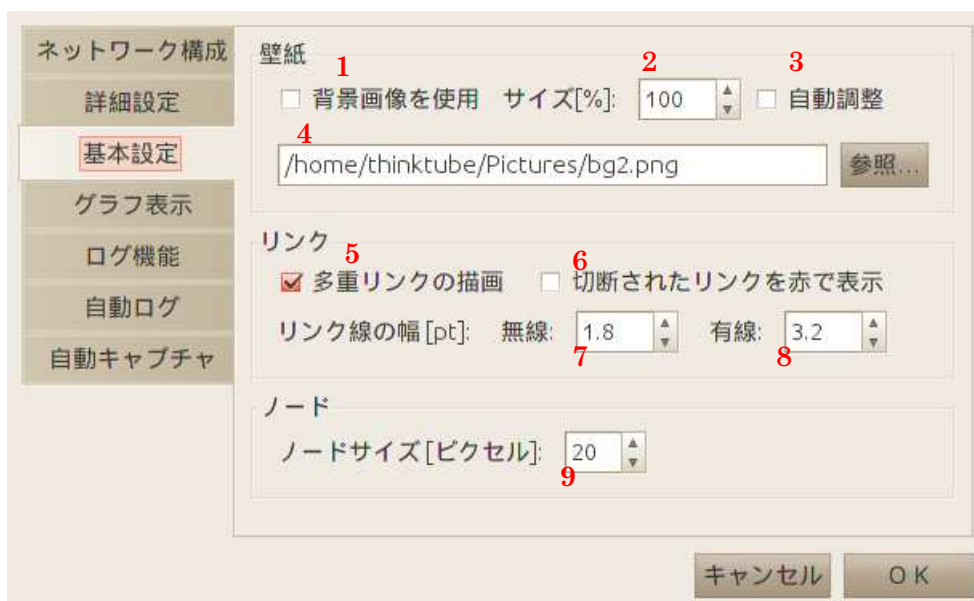 ネットワーク構成
詳細設定
基本設定
グラフ表示
ログ機能
自動ログ
自動キャプチャ
壁紙
1 2 3
背景画像を使用 サイズ[%]: 100 自動調整
4
/home/thinktube/Pictures/bg2.png 参照...
リンク
5 6
多重リンクの描画 切断されたリンクを赤で表示
リンク線の幅[pt]: 無線: 1.8 有線: 3.2
7 8
ノード
ノードサイズ[ピクセル]: 20
9
キャンセル OK